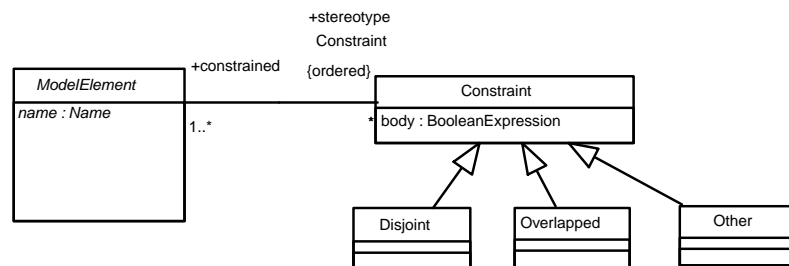 +stereotype
Constraint
+constrained
{ordered}
ModelElement
Constraint
name : Name
1..*
*
body : BooleanExpression
Disjoint
Overlapped
Other